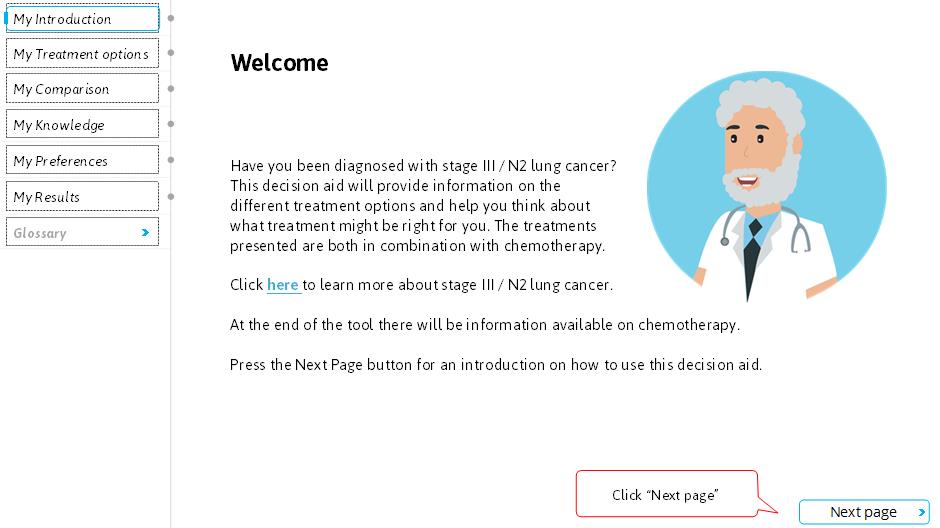 My Introduction
My Treatment options
My Comparison
My Knowledge
My Preferences
My Results
Glossary
Welcome
Have you been diagnosed with stage III / N2 lung cancer?
This decision aid will provide information on the
different treatment options and help you think about
what treatment might be right for you. The treatments
presented are both in combination with chemotherapy.
Click here to learn more about stage III / N2 lung cancer.
At the end of the tool there will be information available on chemotherapy.
Press the Next Page button for an introduction on how to use this decision aid.
Click “Next page”
Next page